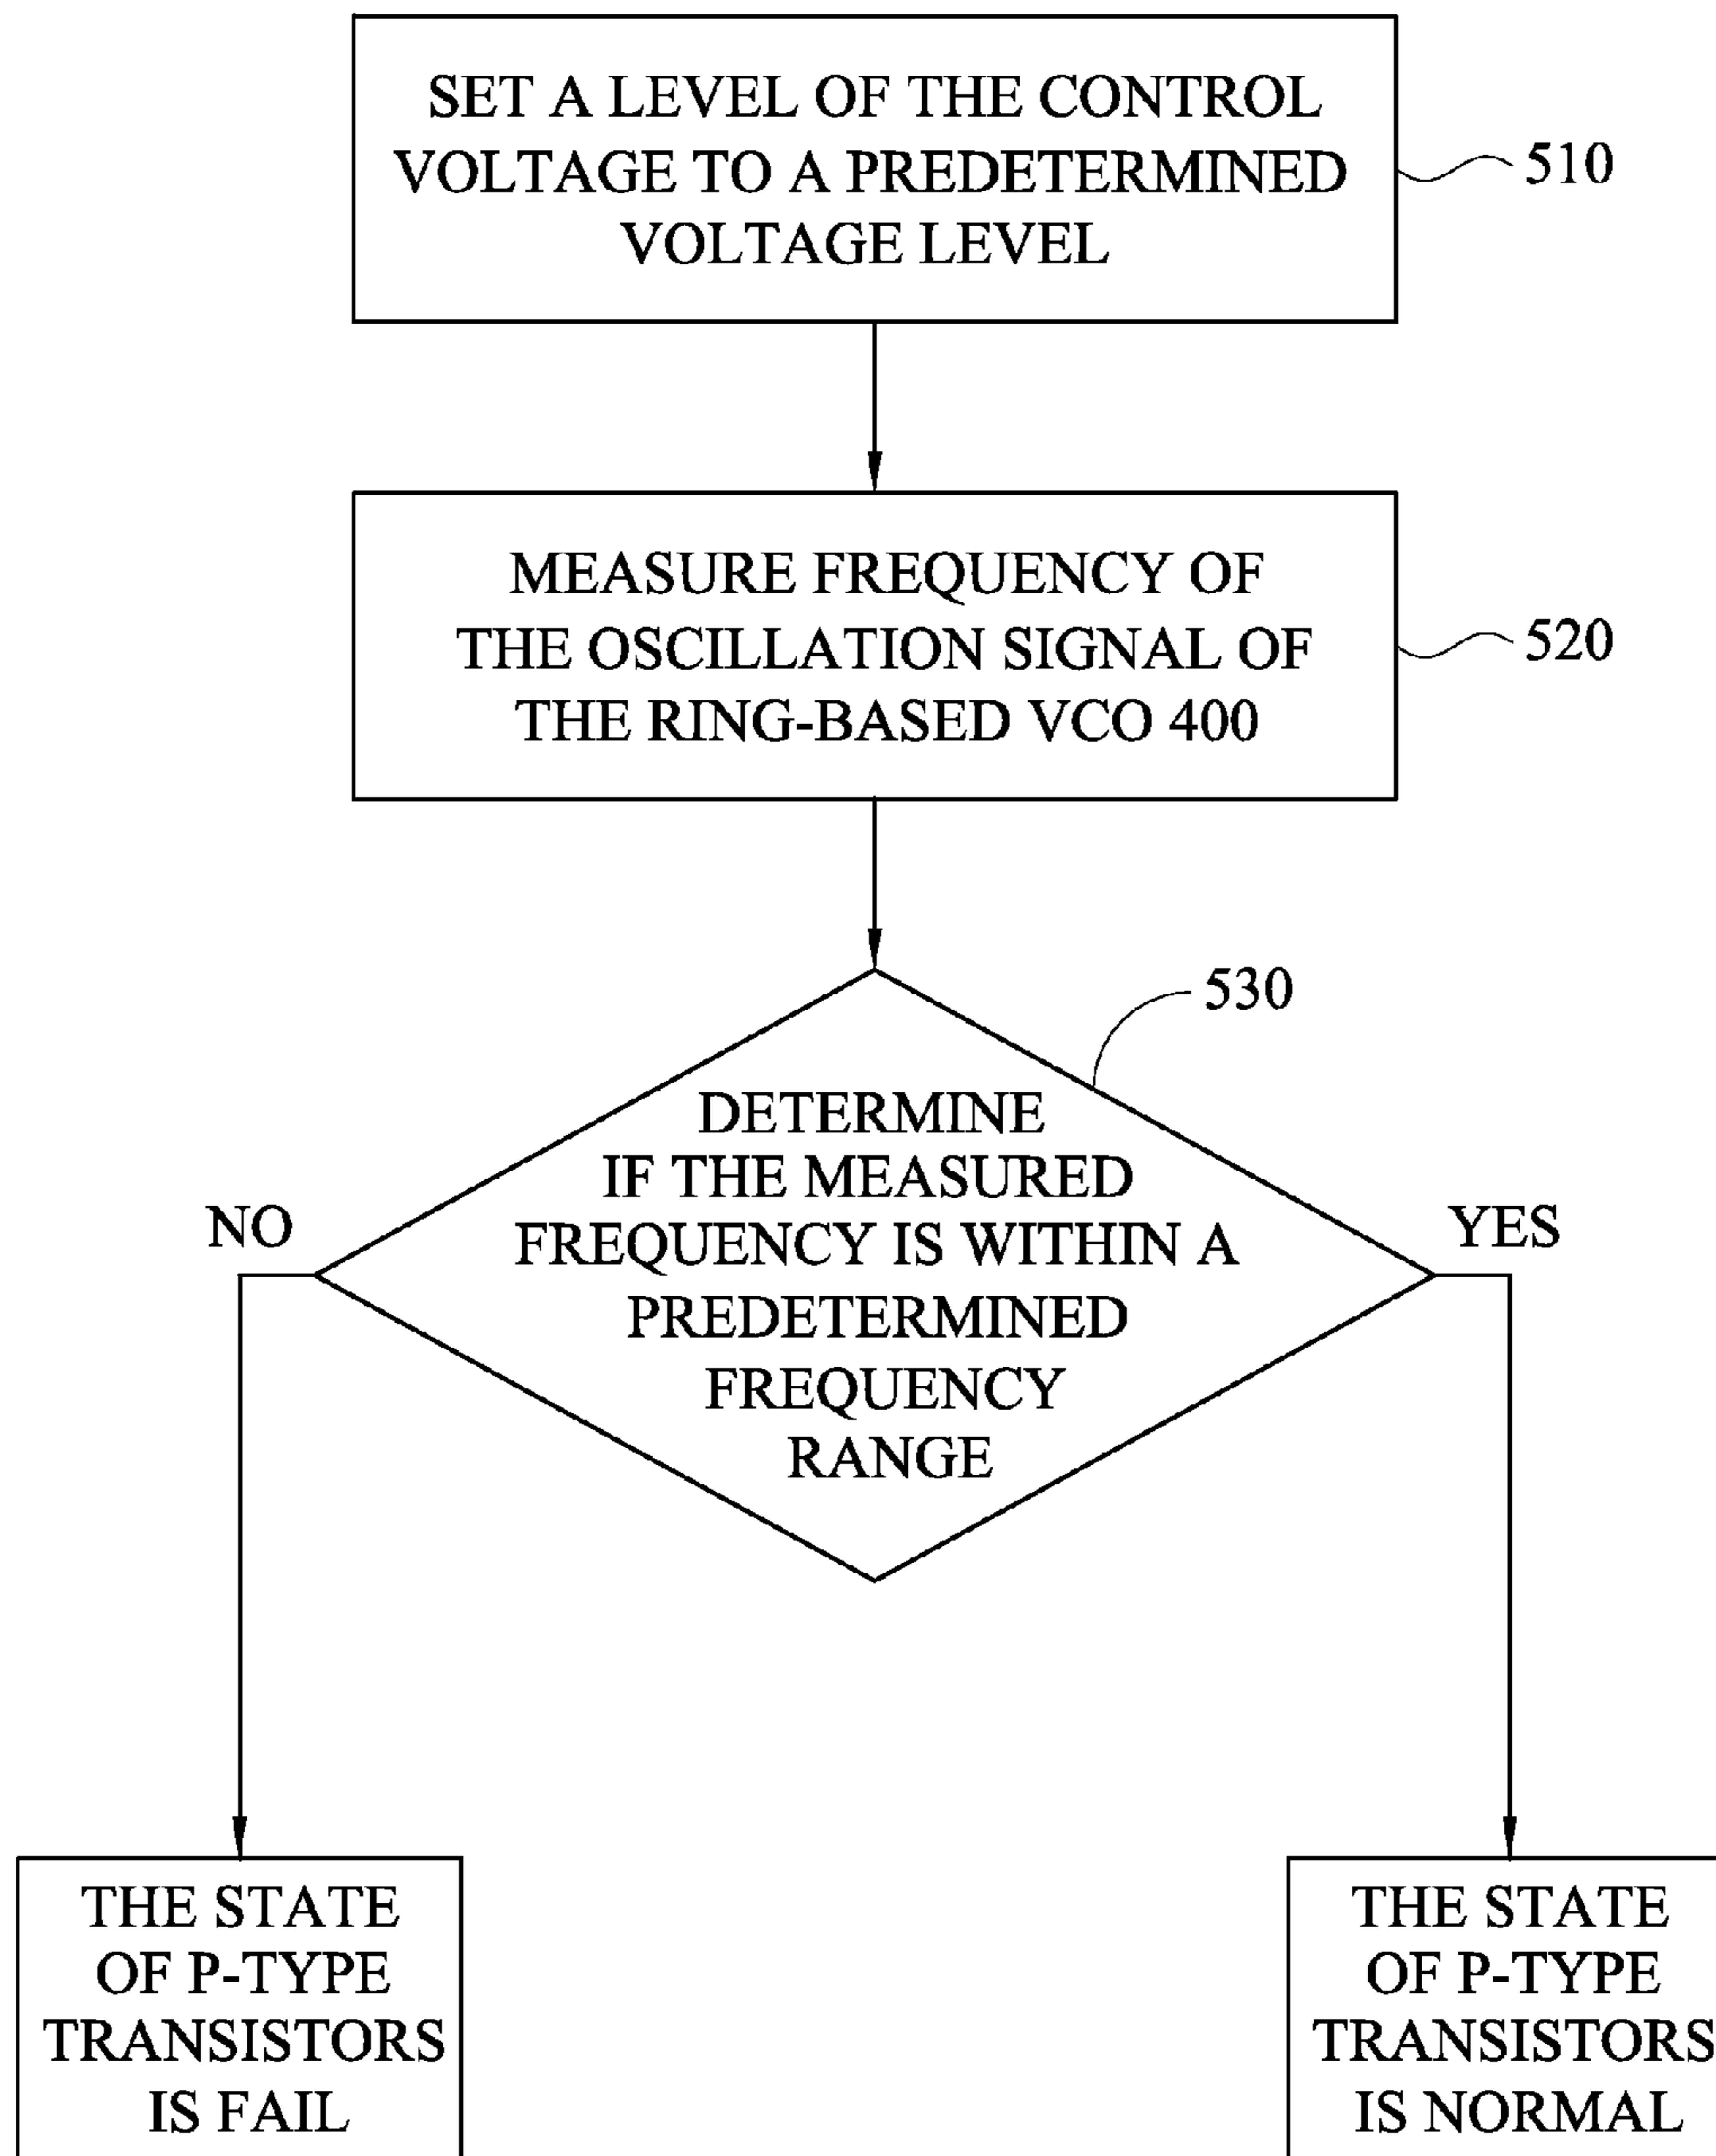 SET A LEVEL OF THE CONTROL
VOLTAGE TO A PREDETERMINED
VOLTAGE LEVEL
510
MEASURE FREQUENCY OF
THE OSCILLATION SIGNAL OF
THE RING-BASED VCO 400
520
530
DETERMINE
IF THE MEASURED
FREQUENCY IS WITHIN A
PREDETERMINED
FREQUENCY
RANGE
NO
YES
THE STATE
OF P-TYPE
TRANSISTORS
IS FAIL
THE STATE
OF P-TYPE
TRANSISTORS
IS NORMAL